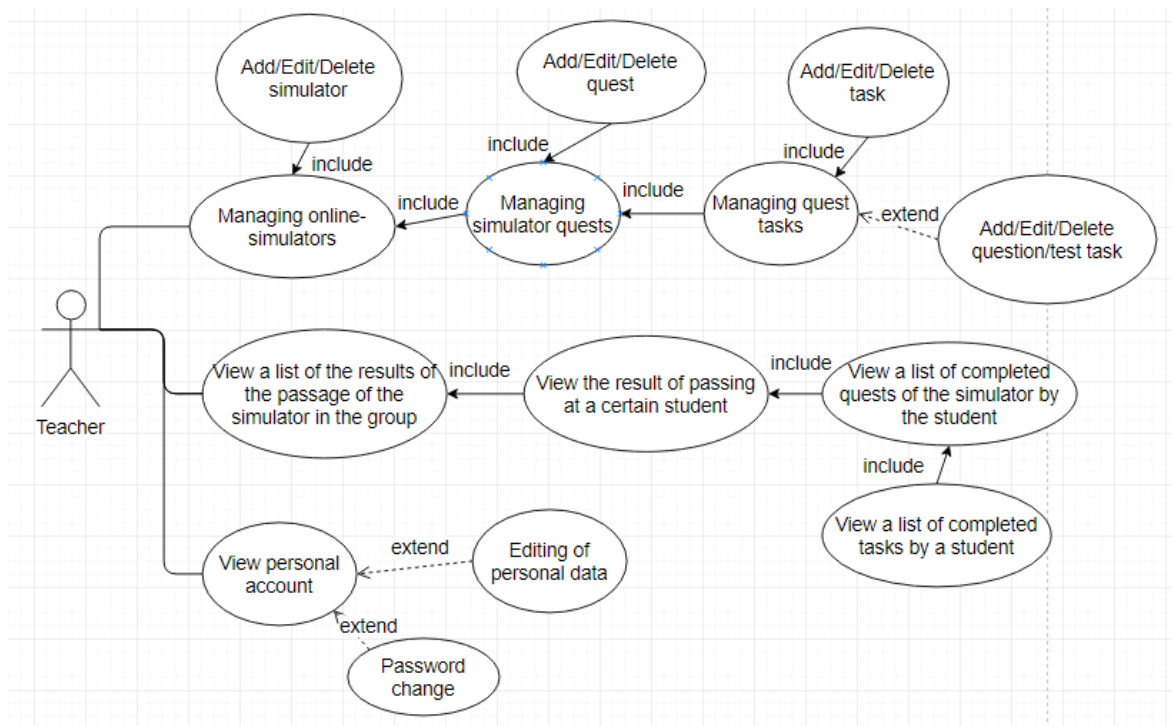 Add/Edit/Delete
simulator
Add/Edit/Delete
quest
Add/Edit/Delete
task
include
include
include
Managing online-
simulators
include
Managing
simulator quests
include
Managing quest
tasks
extend
Add/Edit/Delete
question/test task
Teacher
View a list of the results of
the passage of the
simulator in the group
include
View the result of passing
at a certain student
include
View a list of completed
quests of the simulator by
the student
include
View a list of completed
tasks by a student
View personal
account
extend
Editing of
personal data
extend
Password
change